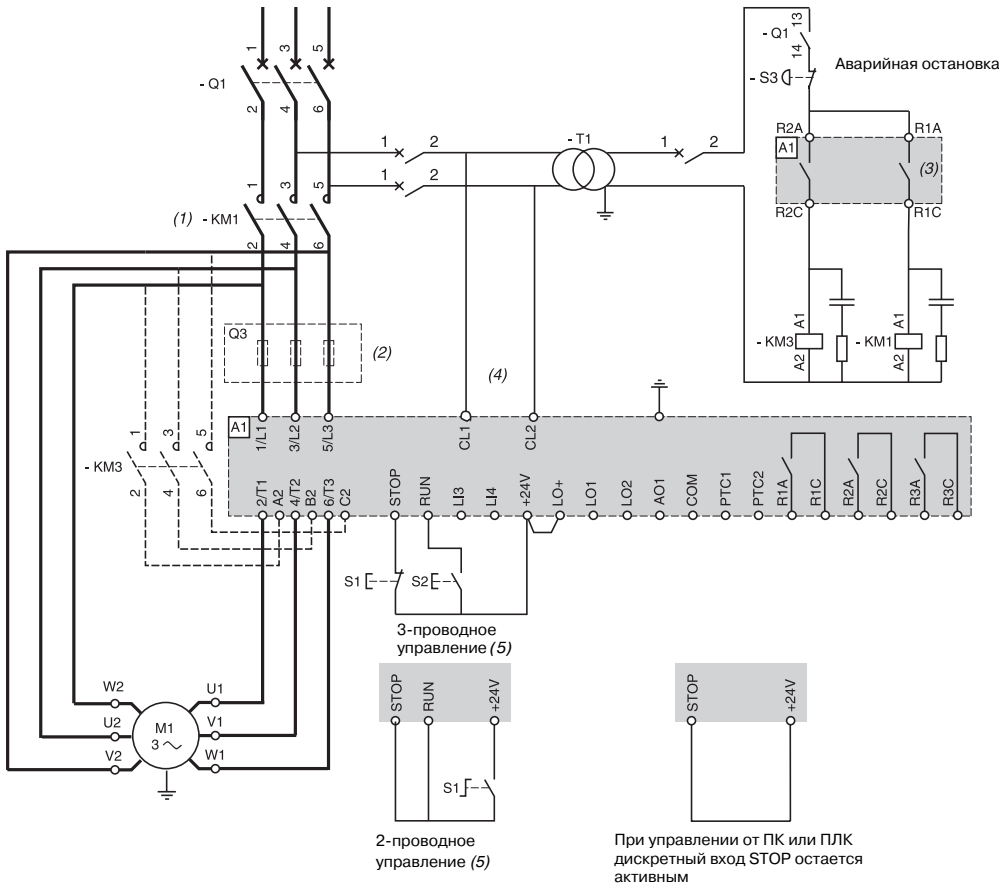 1 3 5
- Q1
2 4 6
13
- Q1
14
- S3
Аварийная остановка
1 2
1 2
- T1
1 2
R2A R1A
A1
(3)
R2C R1C
1 3 5
(1) - KM1
2 4 6
Q3
(2)
(4)
A1 A1
- KM3 - KM1
A2 A2
A1
1/L1 3/L2 5/L3 CL1 CL2
1 3 5
- KM3
2 4 6
2/T1 A2 4/T2 B2 6/T3 C2 STOP RUN LI3 LI4 +24V LO+ LO1 LO2 AO1 COM PTC1 PTC2 R1A R1C R2A R2C R3A R3C
S1 S2
3-проводное
управление (5)
W2 U1
U2 V1
V2 W1
M1
3
STOP RUN +24V
S1
2-проводное
управление (5)
STOP +24V
При управлении от ПК или ПЛК
дискретный вход STOP остается
активным